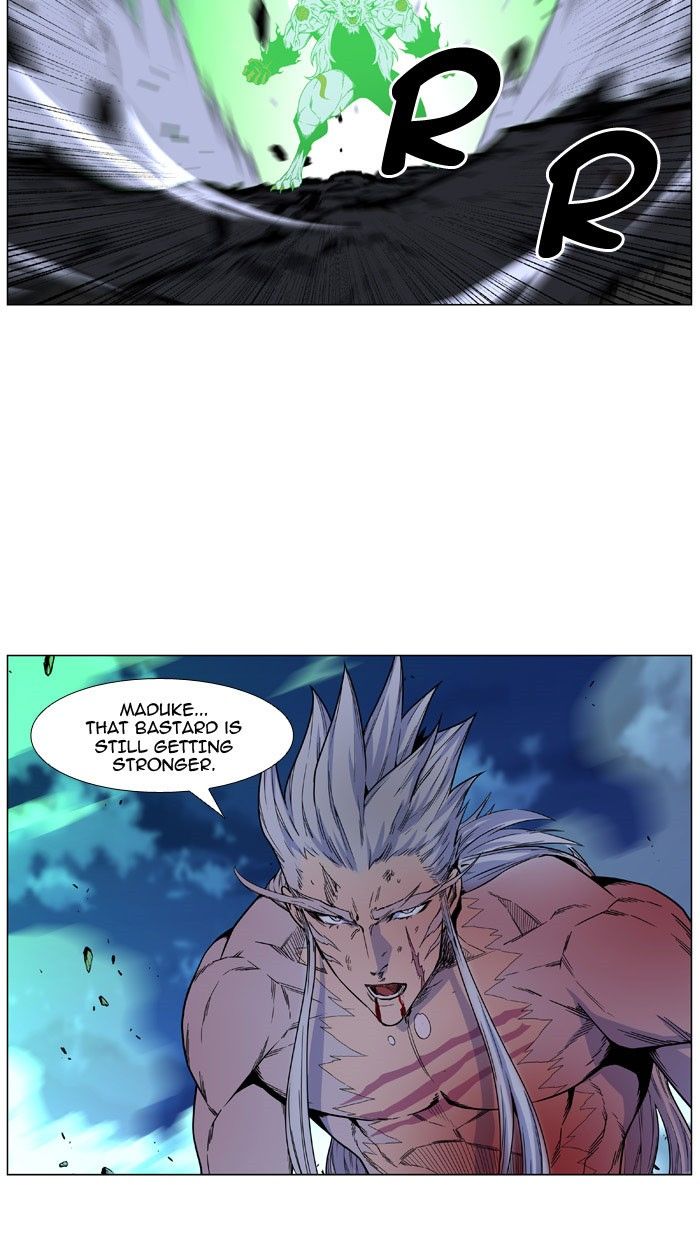 R
R
MADUKE...
THAT BASTARD IS
STILL GETTING
STRONGER.